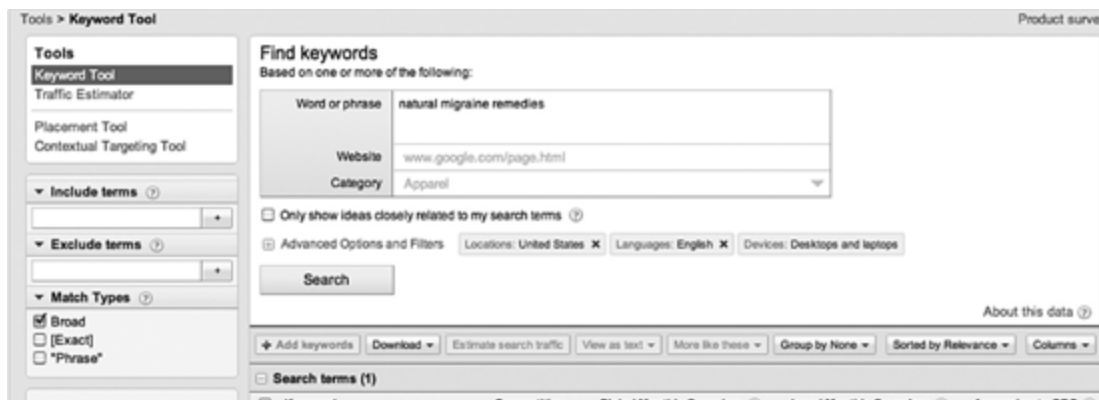 Tools > Keyword Tool
Product surve
Tools
Keyword Tool
Traffic Estimator
Placement Tool
Contextual Targeting Tool
Include terms ?
+
Exclude terms ?
+
Match Types ?
Broad
[Exact]
"Phrase"
Find keywords
Based on one or more of the following:
Word or phrase natural migraine remedies
Website www.google.com/page.html
Category Apparel
Only show ideas closely related to my search terms ?
Advanced Options and Filters Locations: United States × Languages: English × Devices: Desktops and laptops
Search
About this data ?
+ Add keywords Download Estimate search traffic View as text More like these Group by None Sorted by Relevance Columns
Search terms (1)